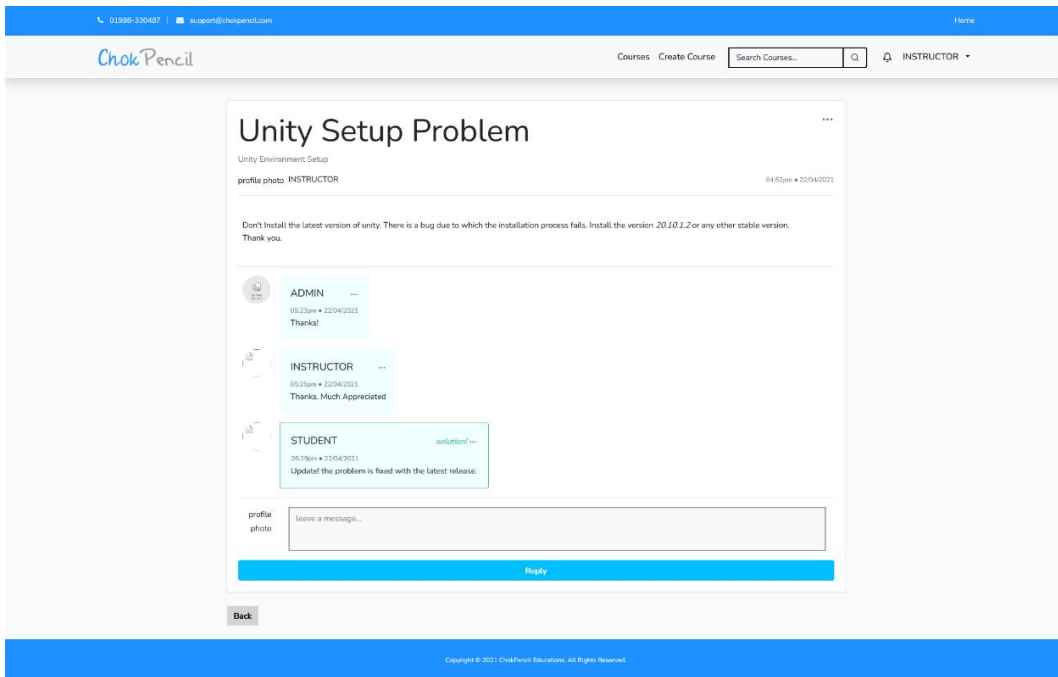 01998-330487 | support@chokpencil.com Home
ChokPencil Courses Create Course Search Courses... INSTRUCTOR
Unity Setup Problem
...
Unity Environment Setup
profile photo INSTRUCTOR 04:52pm • 22/04/2021
Don't Install the latest version of unity. There is a bug due to which the installation process fails. Install the version 20.10.1.2 or any other stable version.
Thank you.
ADMIN ...
05:23pm • 22/04/2021
Thanks!
INSTRUCTOR ...
05:25pm • 22/04/2021
Thanks. Much Appreciated
STUDENT solution! ...
05:29pm • 22/04/2021
Update! the problem is fixed with the latest release.
profile
photo
leave a message...
Reply
Back
Copyright © 2021 ChokPencil Educations. All Rights Reserved.